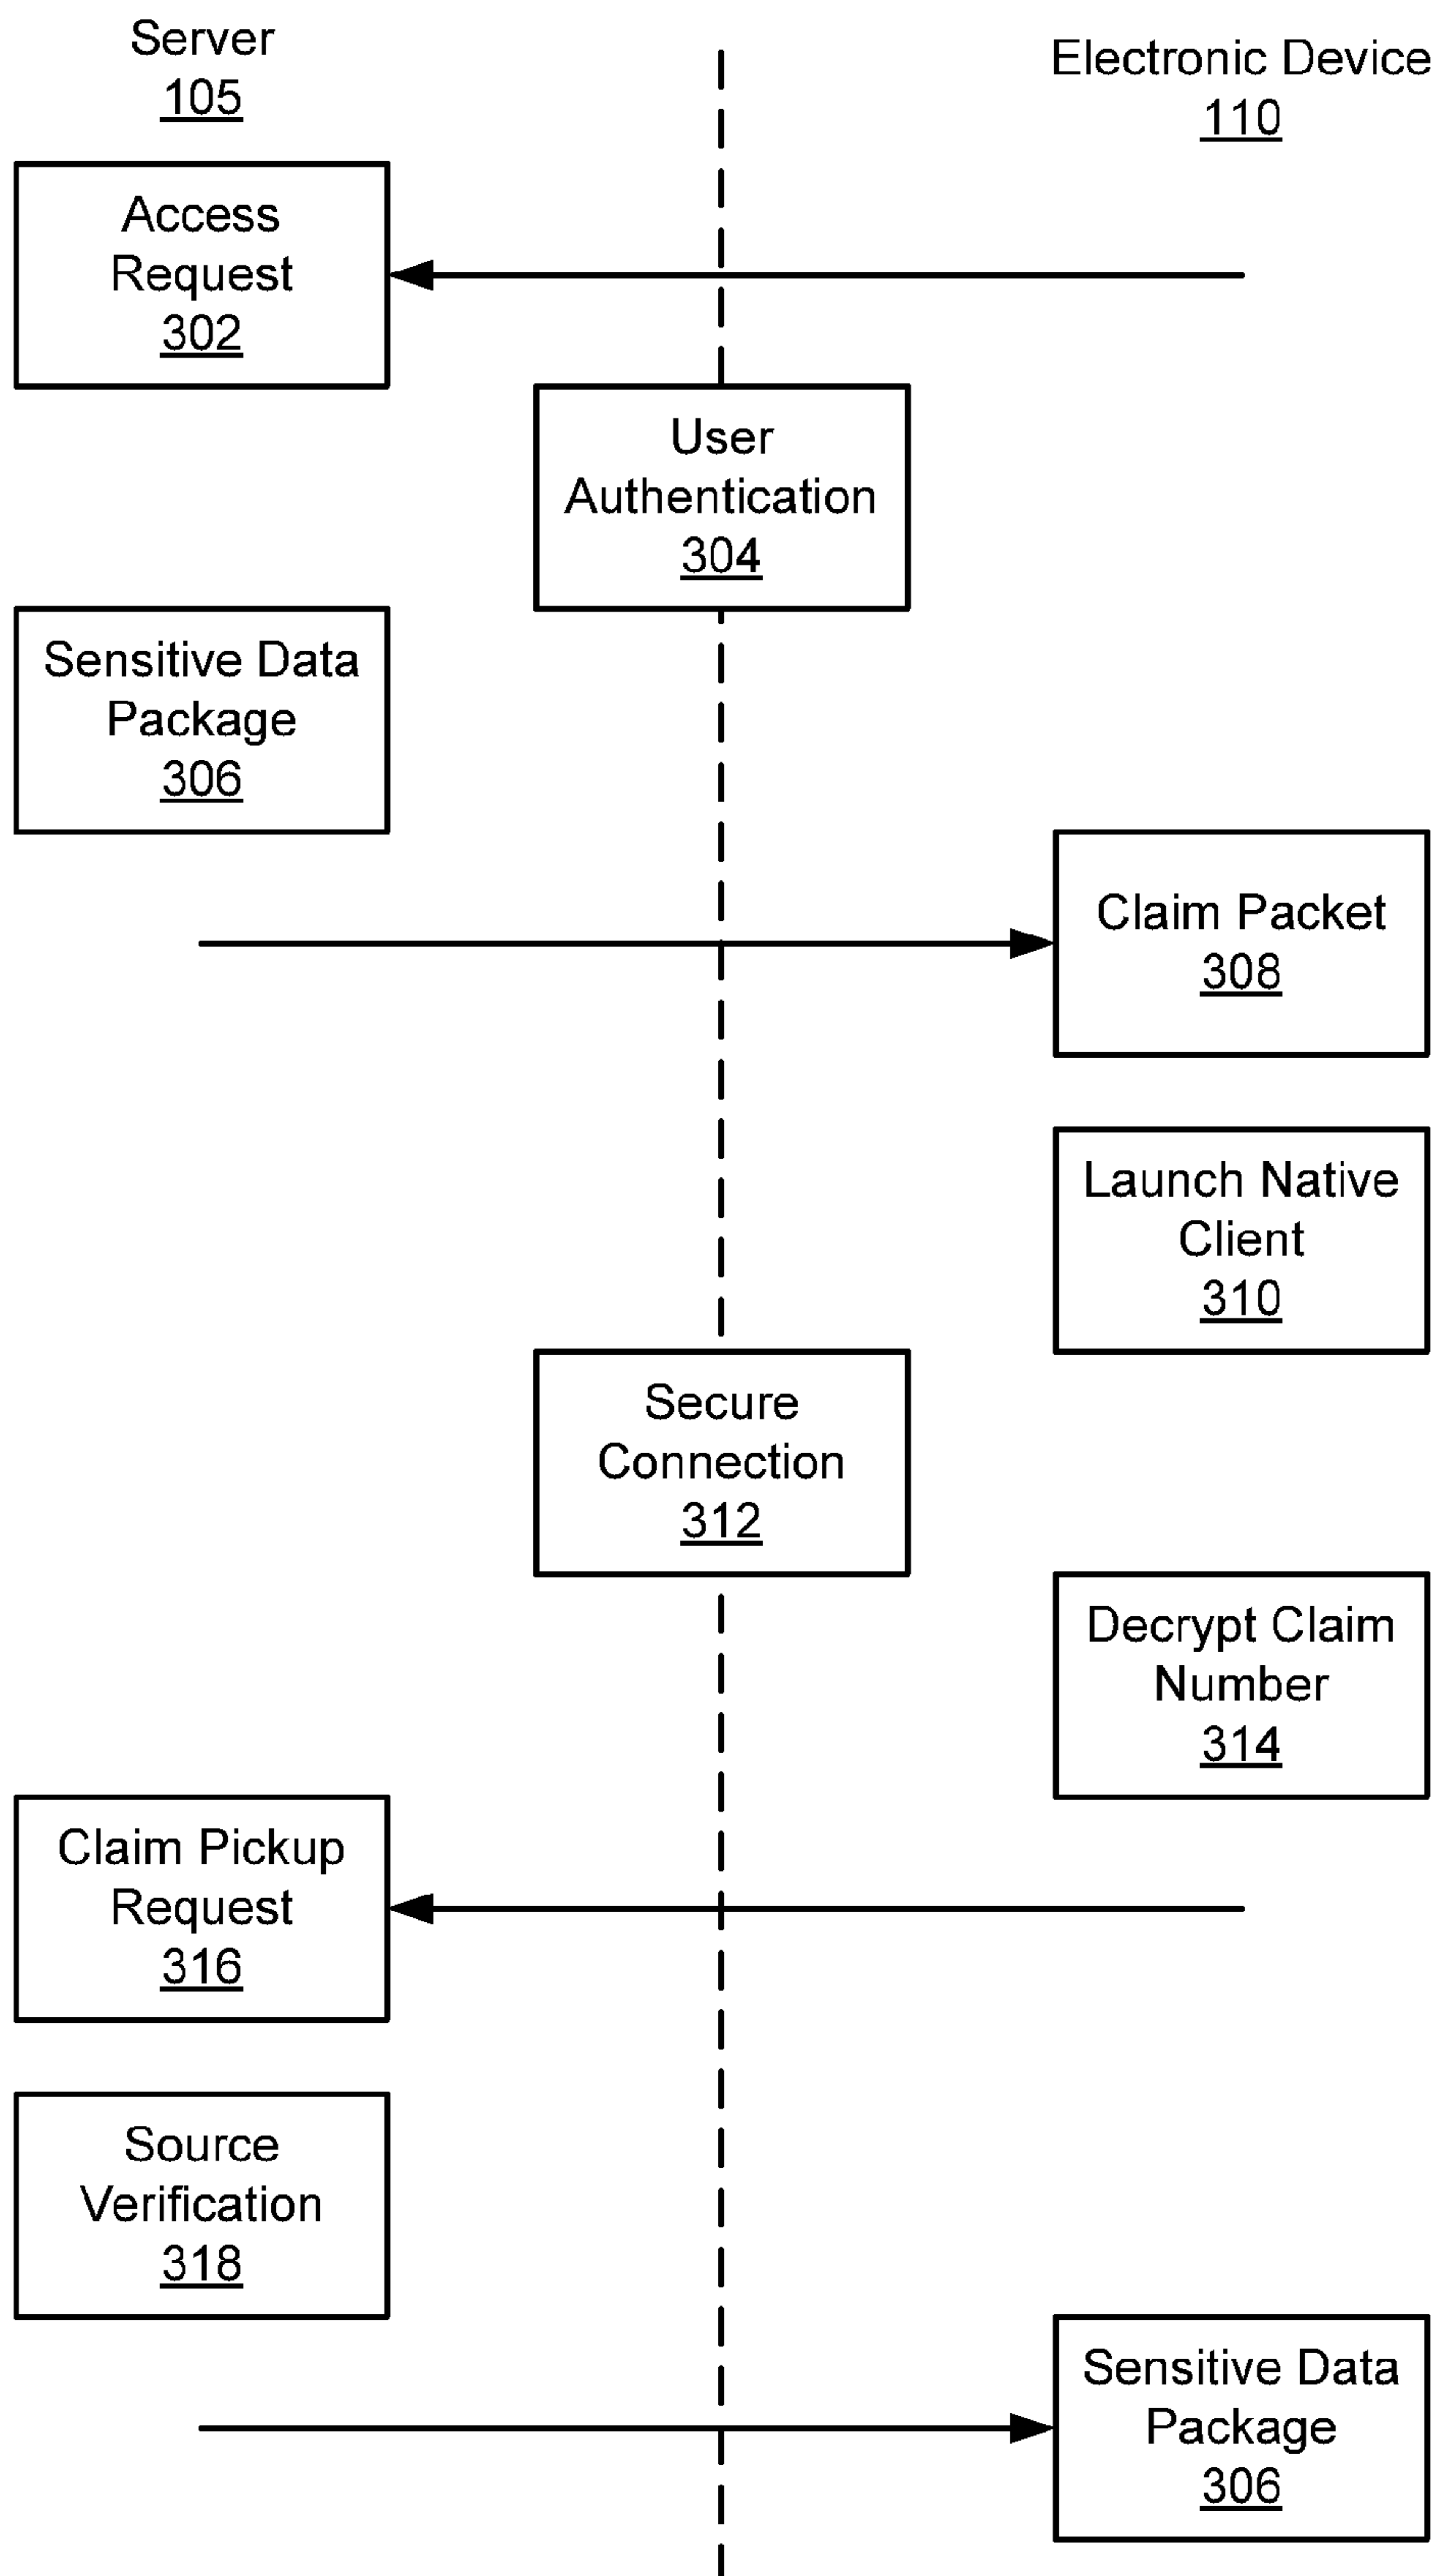 Server
105
Electronic Device
110
Access
Request
302
User
Authentication
304
Sensitive Data
Package
306
Claim Packet
308
Launch Native
Client
310
Secure
Connection
312
Decrypt Claim
Number
314
Claim Pickup
Request
316
Source
Verification
318
Sensitive Data
Package
306